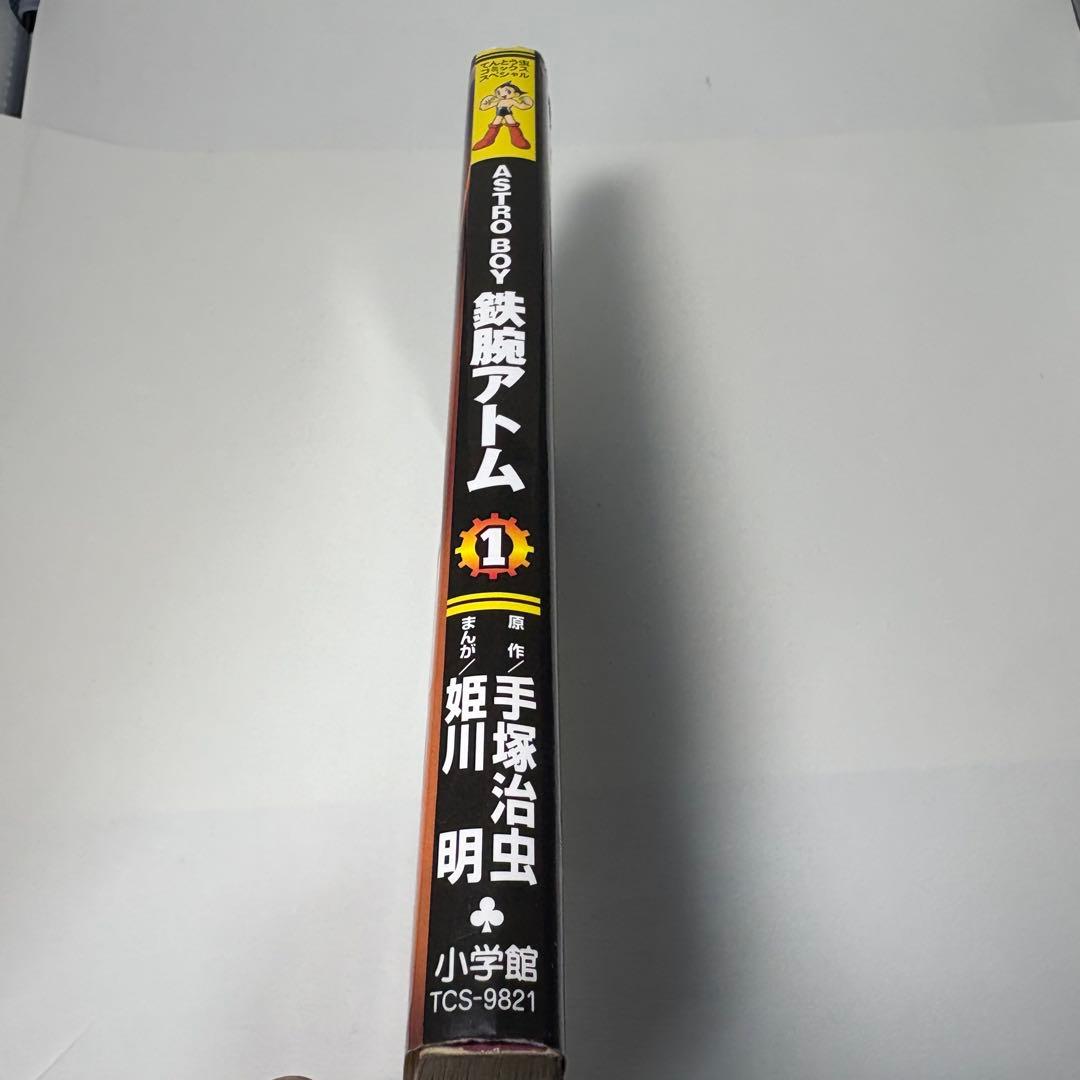 てんとう虫
コミックス
スペシャル
ASTRO BOY
鉄腕アトム
1
原作/手塚治虫
まんが/姫川 明
小学館
TCS-9821